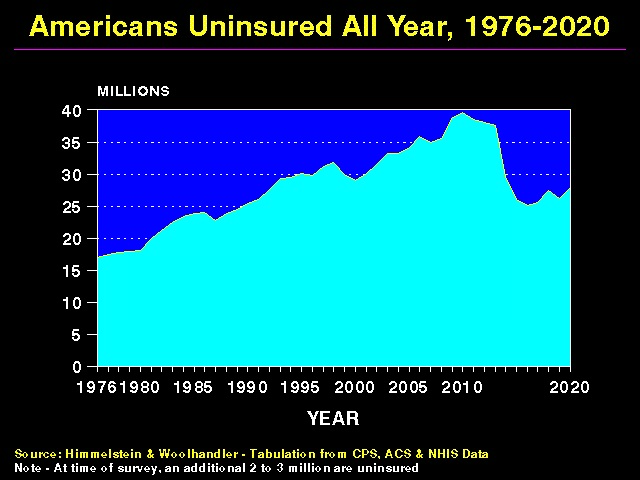 Americans Uninsured All Year, 1976-2020
MILLIONS
40
35
30
25
20
15
10
5
0
1976 1980 1985 1990 1995 2000 2005 2010 2020
YEAR
Source: Himmelstein & Woolhandler - Tabulation from CPS, ACS & NHIS Data
Note - At time of survey, an additional 2 to 3 million are uninsured